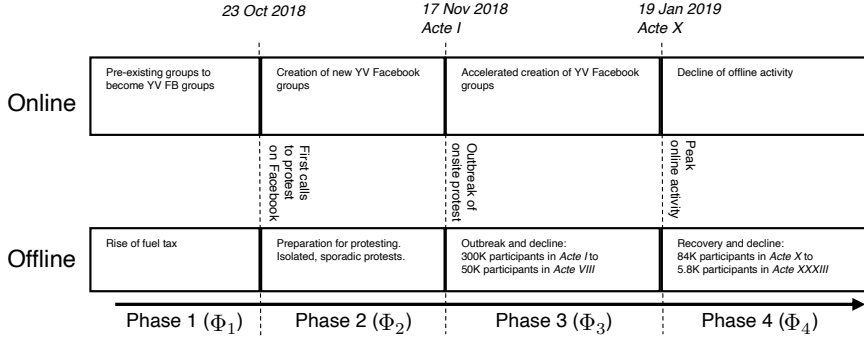 23 Oct 2018
17 Nov 2018
Acte I
19 Jan 2019
Acte X
Online
Pre-existing groups to
become YV FB groups
Creation of new YV Facebook
groups
Accelerated creation of YV Facebook
groups
Decline of offline activity
First calls
to protest
on Facebook
Outbreak of
onsite protest
Peak
online activity
Offline
Rise of fuel tax
Preparation for protesting.
Isolated, sporadic protests.
Outbreak and decline:
300K participants in Acte I to
50K participants in Acte VIII
Recovery and decline:
84K participants in Acte X to
5.8K participants in Acte XXXIII
Phase 1 (Φ₁)
Phase 2 (Φ₂)
Phase 3 (Φ₃)
Phase 4 (Φ₄)